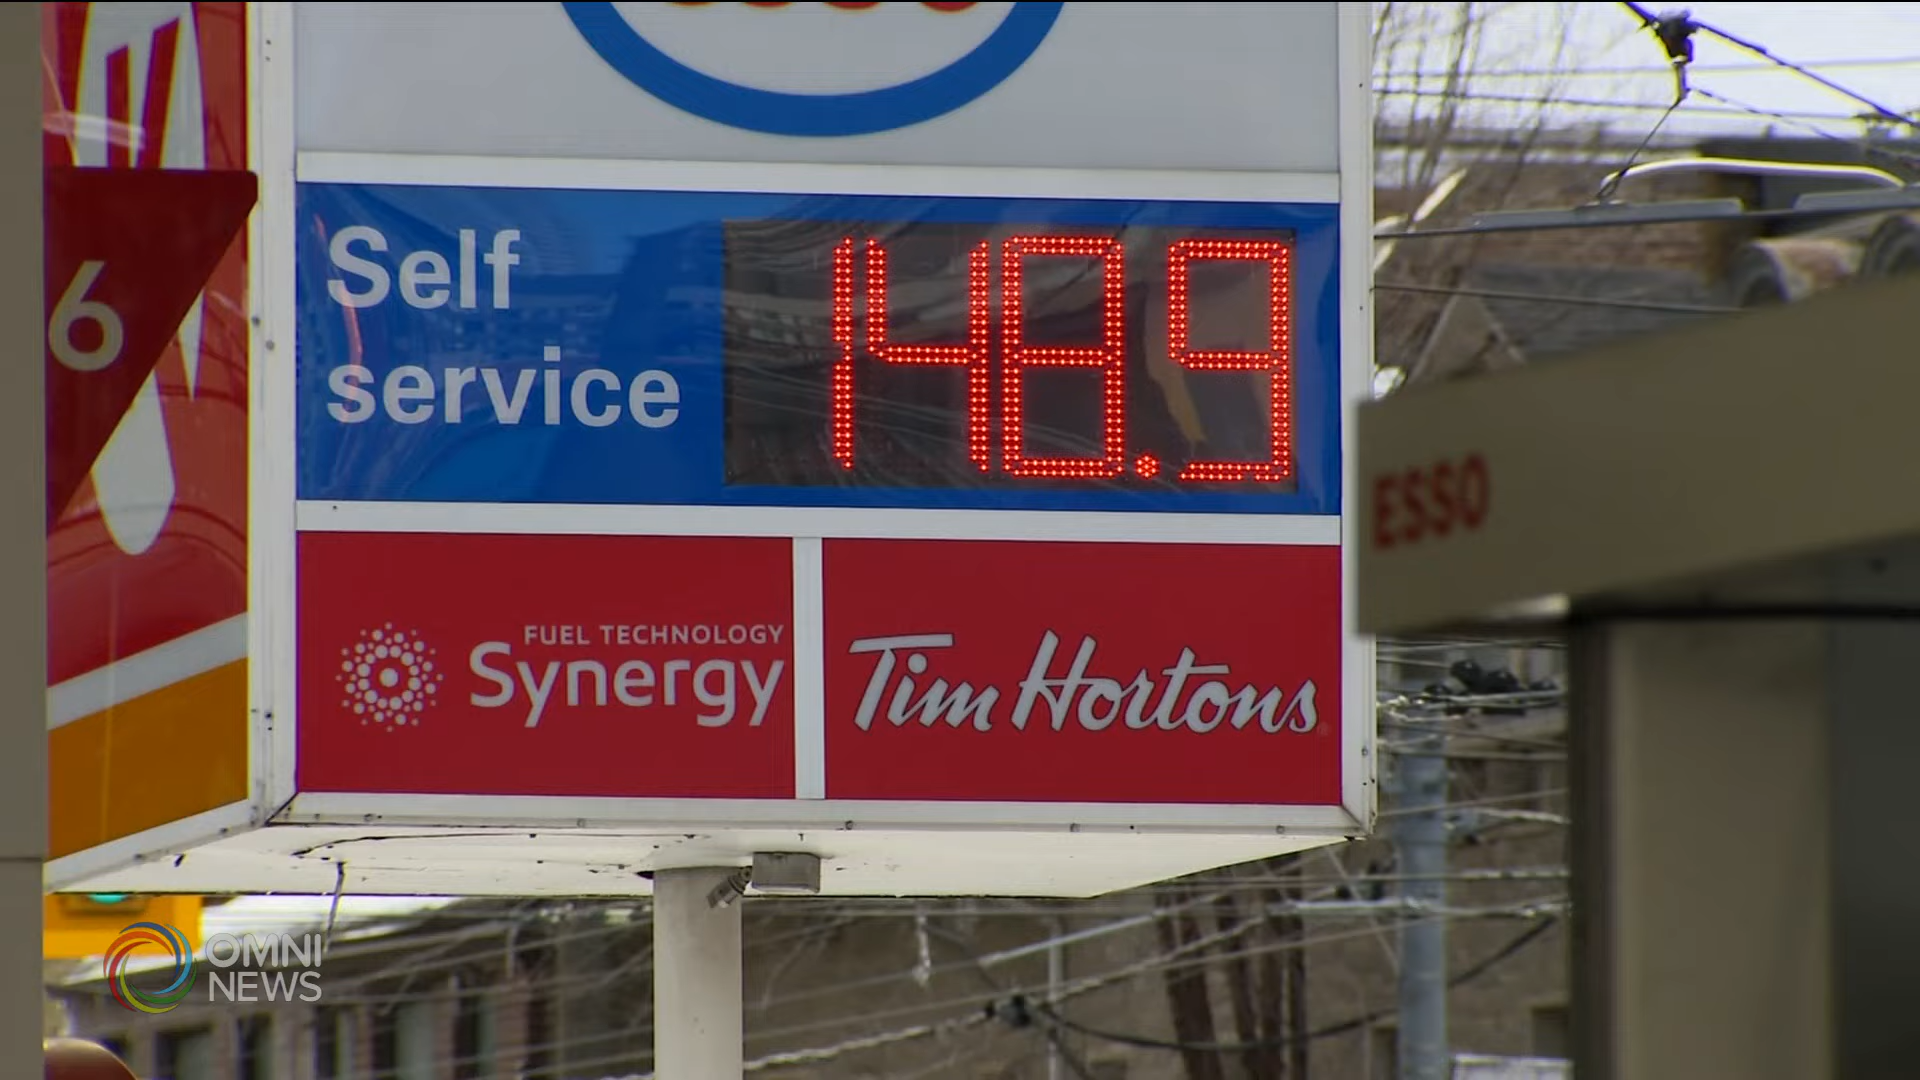 6
Self
service
148.9
ESSO
FUEL TECHNOLOGY
Synergy
Tim Hortons
OMNI
NEWS